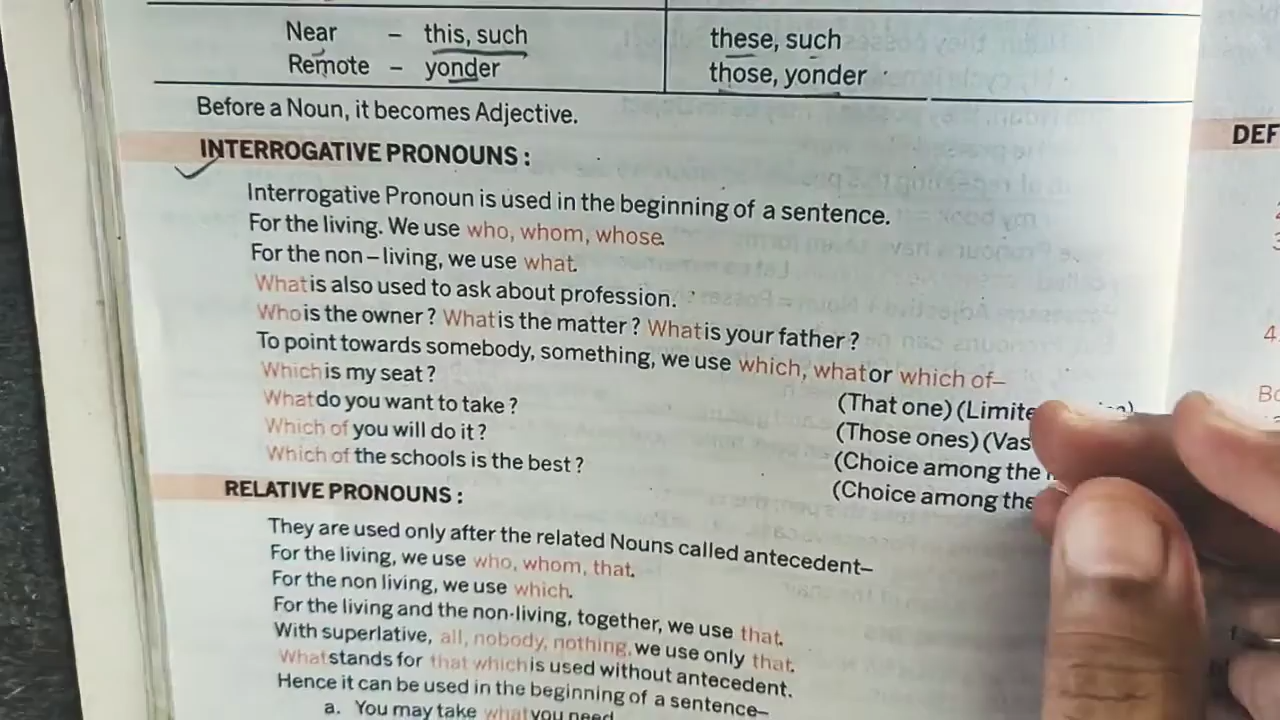 Near – this, such these, such
Remote – yonder those, yonder
Before a Noun, it becomes Adjective.
DEF
INTERROGATIVE PRONOUNS :
Interrogative Pronoun is used in the beginning of a sentence.
For the living. We use who, whom, whose.
For the non – living, we use what.
What is also used to ask about profession.
Who is the owner ? What is the matter ? What is your father ?
4
To point towards somebody, something, we use which, what or which of–
Which is my seat ? (That one) (Limite
What do you want to take ? (Those ones) (Vas
Which of you will do it ? (Choice among the
Which of the schools is the best ? (Choice among the
RELATIVE PRONOUNS :
They are used only after the related Nouns called antecedent–
For the living, we use who, whom, that.
For the non living, we use which.
For the living and the non-living, together, we use that.
With superlative, all, nobody, nothing, we use only that.
What stands for that which is used without antecedent.
Hence it can be used in the beginning of a sentence–
a. You may take what you need